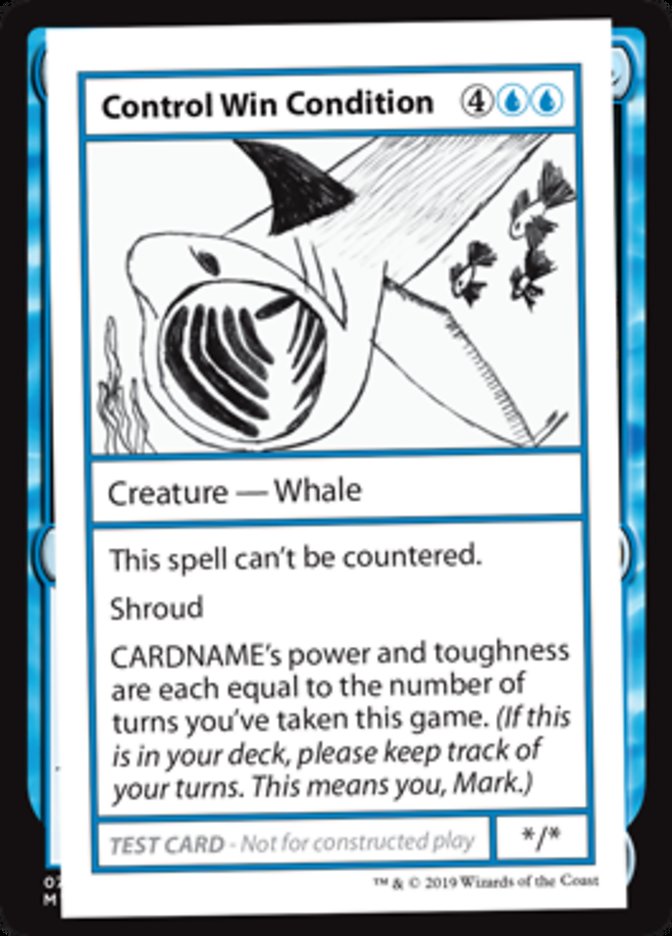 Control Win Condition 4
Creature — Whale
This spell can't be countered.
Shroud
CARDNAME's power and toughness
are each equal to the number of
turns you've taken this game. (If this
is in your deck, please keep track of
your turns. This means you, Mark.)
TEST CARD - Not for constructed play
*/*
™ & © 2019 Wizards of the Coast
M